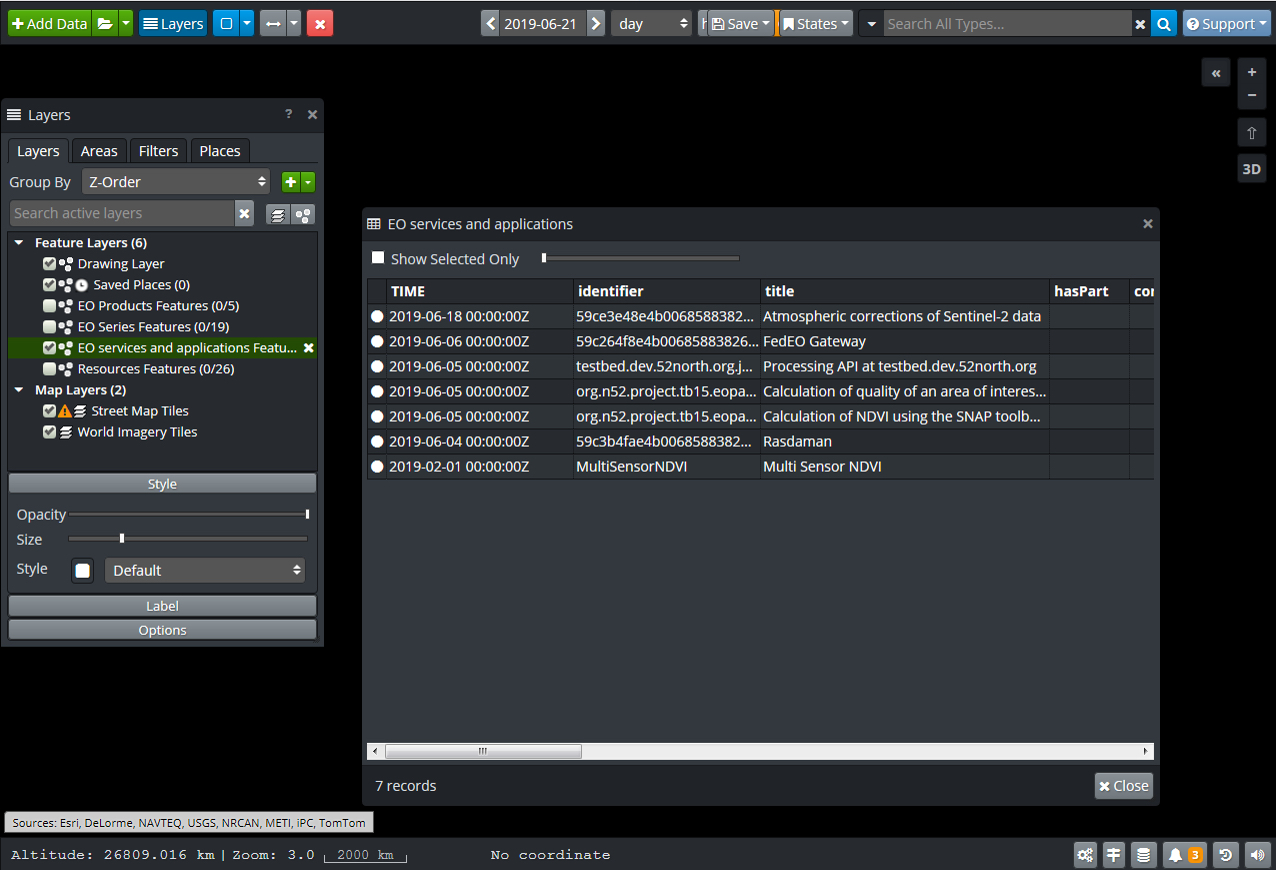 Add Data Layers 2019-06-21 day Save States Search All Types... Support
«
+
−
3D
Layers ?
Layers Areas Filters Places
Group By Z-Order
Search active layers
Feature Layers (6)
Drawing Layer
Saved Places (0)
EO Products Features (0/5)
EO Series Features (0/19)
EO services and applications Featu...
Resources Features (0/26)
Map Layers (2)
Street Map Tiles
World Imagery Tiles
Style
Opacity
Size
Style Default
Label
Options
EO services and applications
Show Selected Only
TIME identifier title hasPart
2019-06-18 00:00:00Z 59ce3e48e4b0068588382... Atmospheric corrections of Sentinel-2 data
2019-06-06 00:00:00Z 59c264f8e4b00685883826... FedEO Gateway
2019-06-05 00:00:00Z testbed.dev.52north.org.j... Processing API at testbed.dev.52north.org
2019-06-05 00:00:00Z org.n52.project.tb15.eopa... Calculation of quality of an area of interes...
2019-06-05 00:00:00Z org.n52.project.tb15.eopa... Calculation of NDVI using the SNAP toolb...
2019-06-04 00:00:00Z 59c3b4fae4b0068588382... Rasdaman
2019-02-01 00:00:00Z MultiSensorNDVI Multi Sensor NDVI
7 records Close
Sources: Esri, DeLorme, NAVTEQ, USGS, NRCAN, METI, iPC, TomTom
Altitude: 26809.016 km | Zoom: 3.0 2000 km No coordinate 3